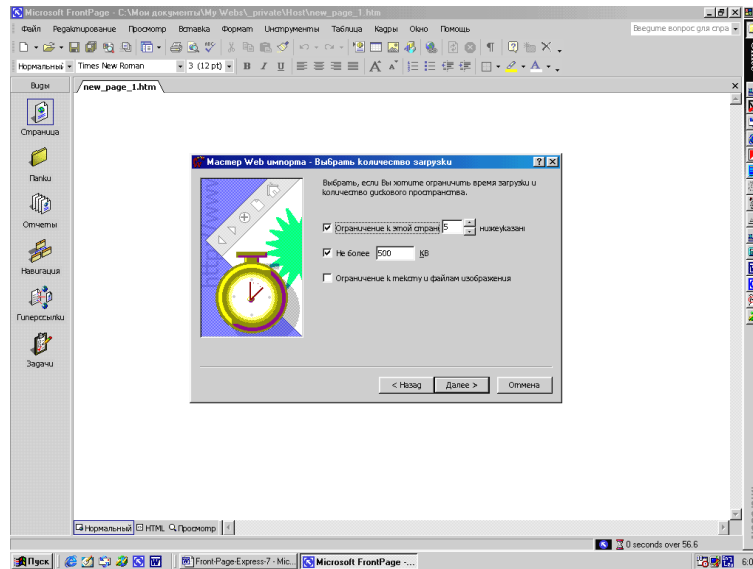 Microsoft FrontPage - C:\Мои документы\My Webs\_private\Host\new_page_1.htm
Файл Редактирование Просмотр Вставка Формат Инструменты Таблица Кадры Окно Помощь Введите вопрос для спра
Нормальный Times New Roman 3 (12 pt)
Виды
new_page_1.htm
Страница
Папки
Отчеты
Навигация
Гиперссылки
Задачи
Мастер Web импорта - Выбрать количество загрузки
Выбрать, если Вы хотите ограничить время загрузки и
количество дискового пространства.
Ограничение к этой страни 5 нижеуказан
Не более 500 KB
Ограничение к тексту и файлам изображения
< Назад Далее > Отмена
Нормальный HTML Просмотр
0 seconds over 56.6
Пуск Front-Page-Express-7 - Mic... Microsoft FrontPage -... 6:0